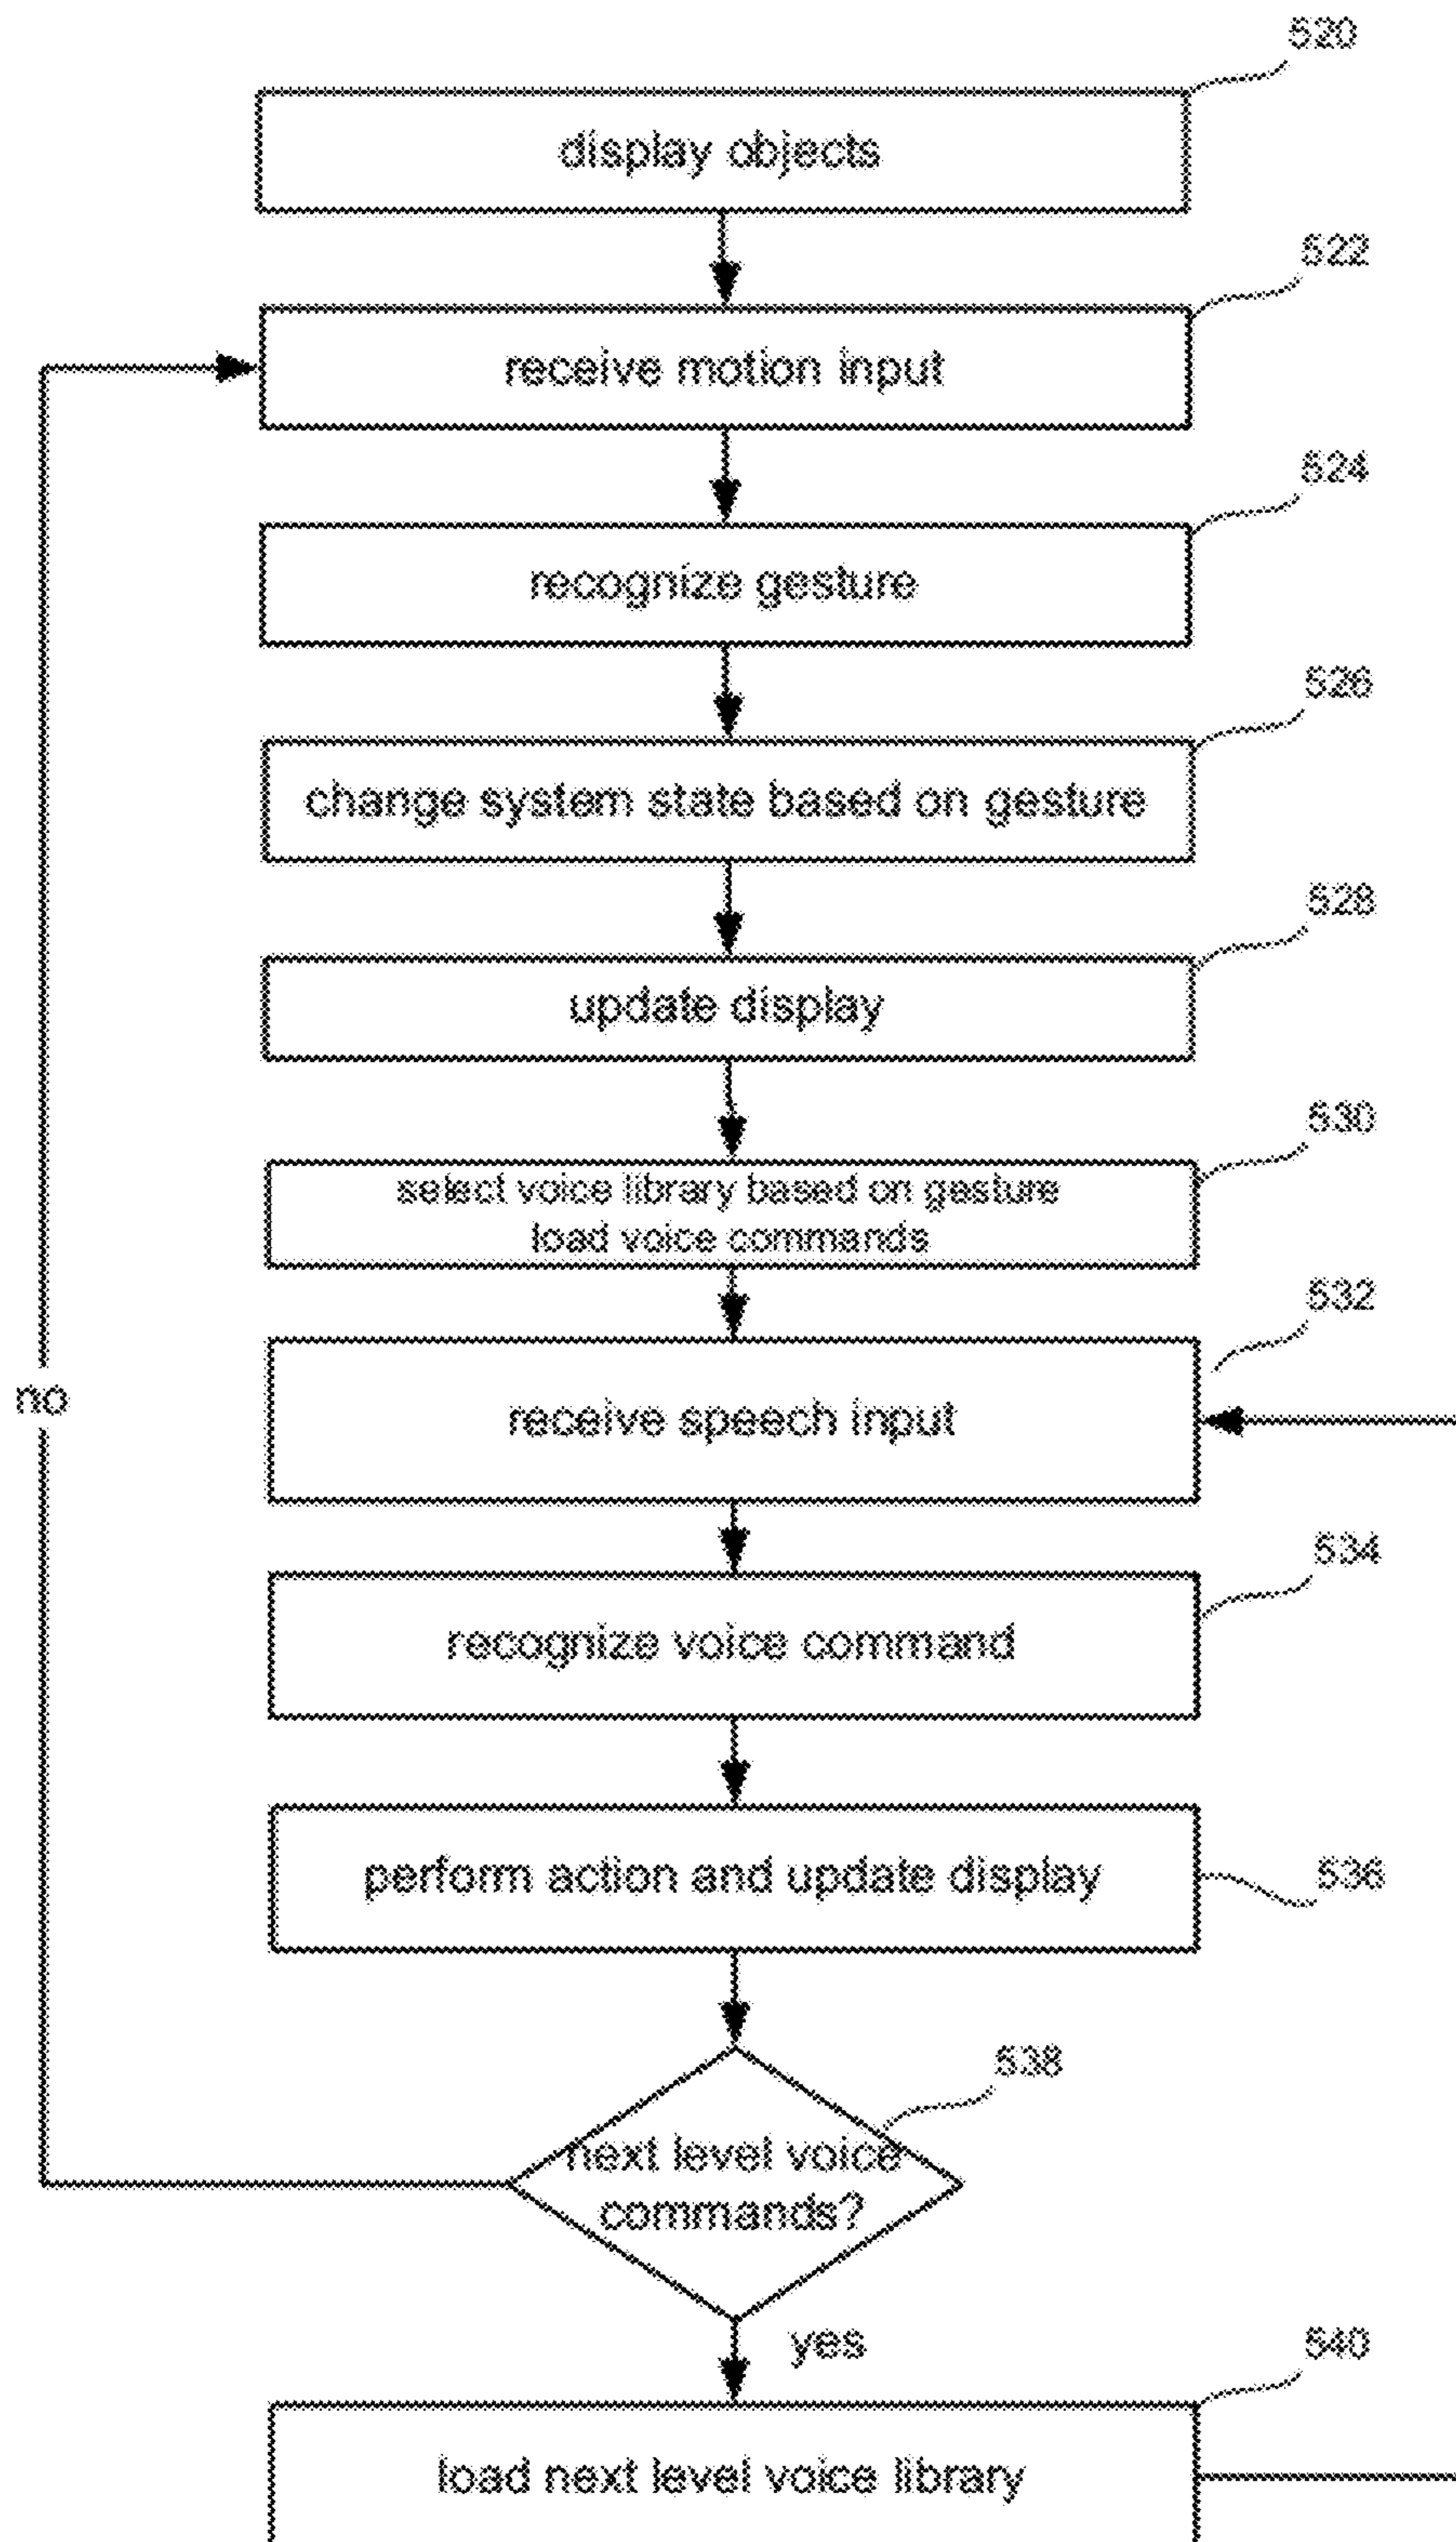 520
display objects
522
receive motion input
524
recognize gesture
526
change system state based on gesture
528
update display
530
select voice library based on gesture
load voice commands
532
no
receive speech input
534
recognize voice command
perform action and update display
536
538
next level voice
commands?
yes
540
load next level voice library